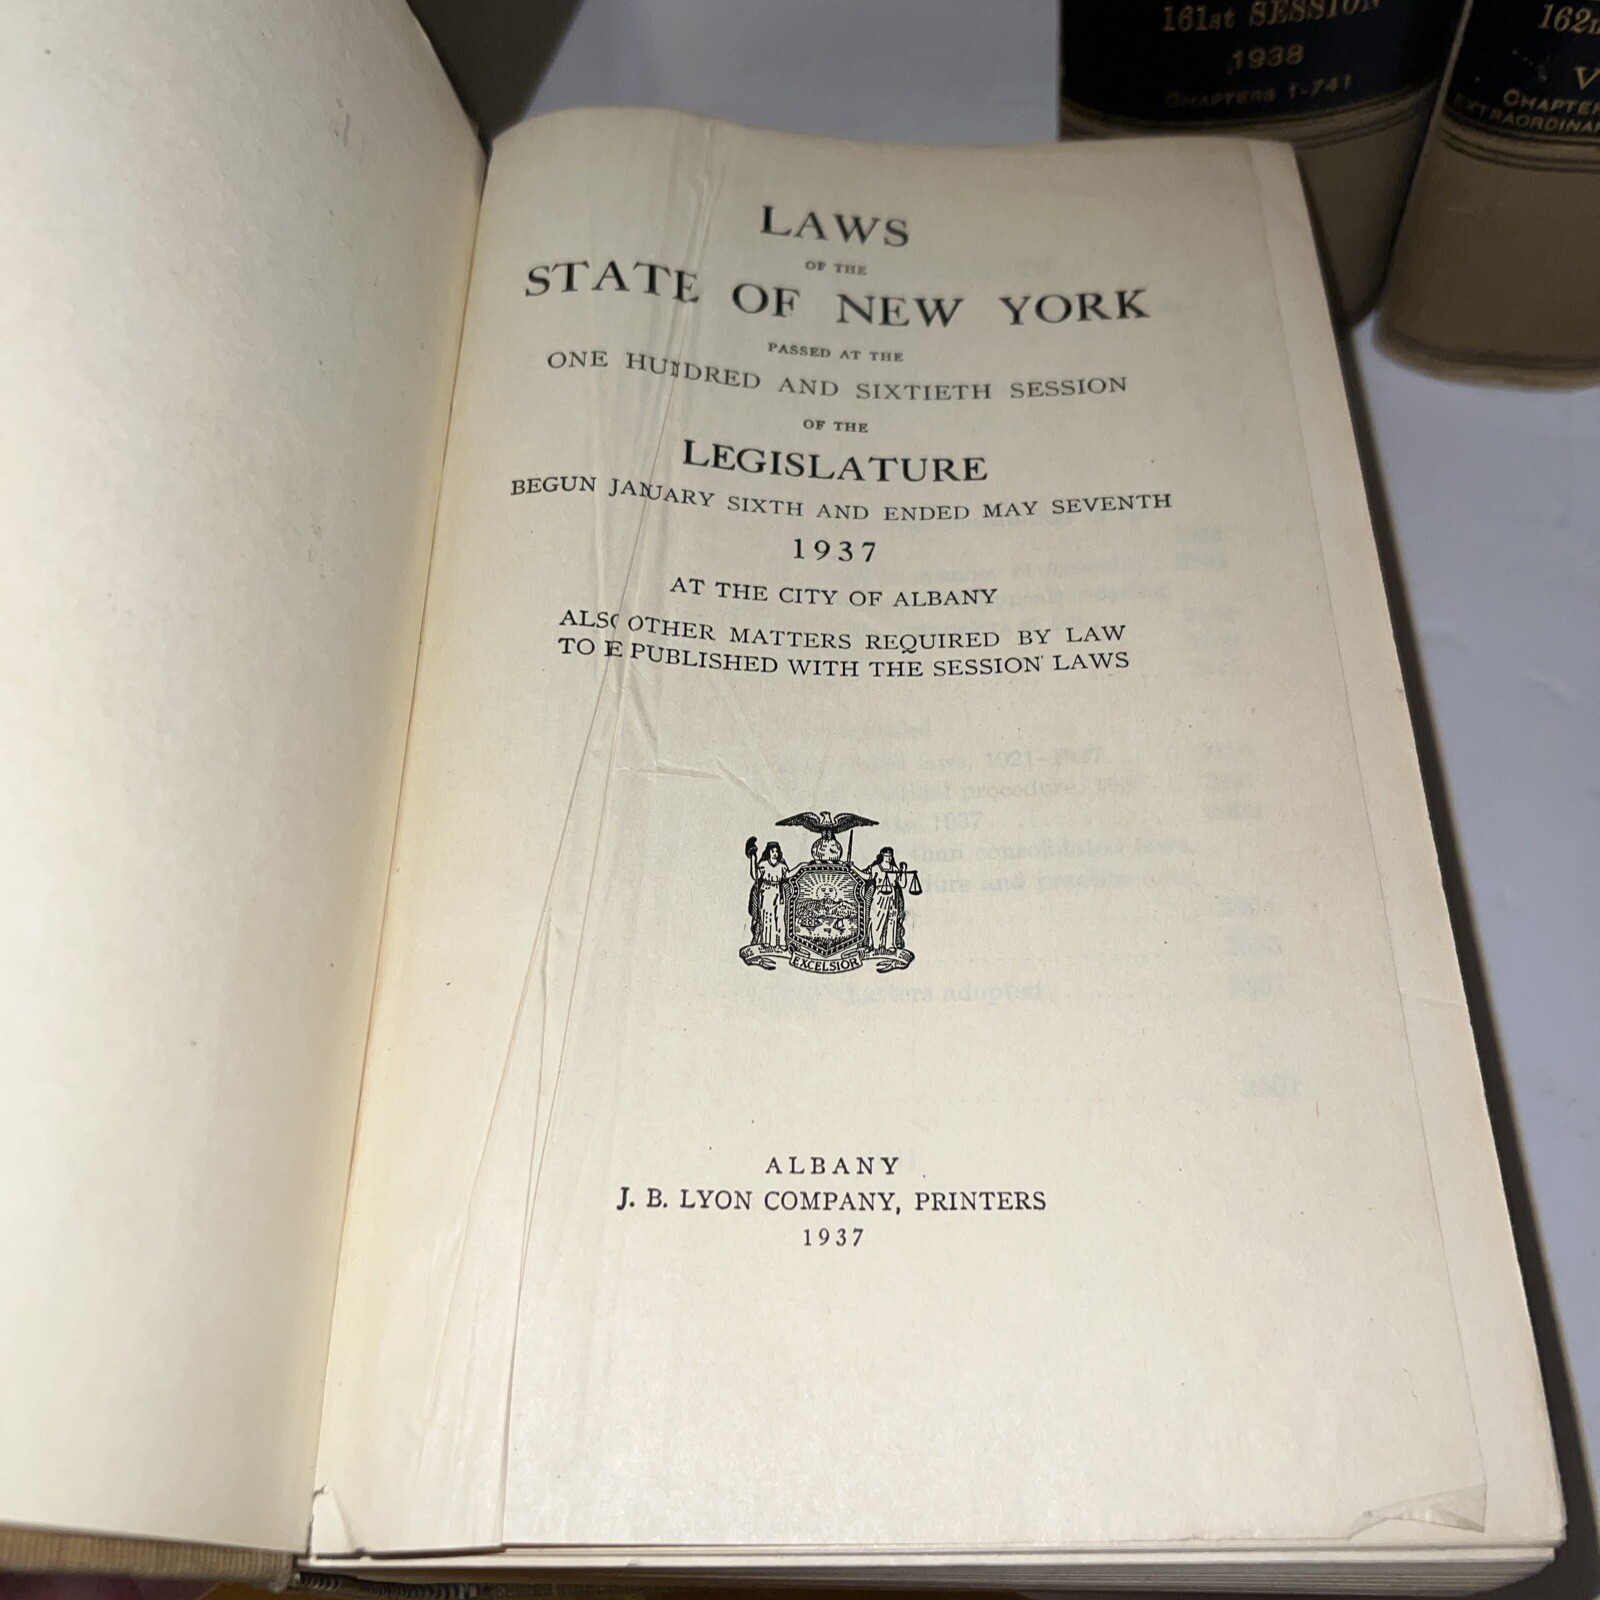 161st SESSION
1938
CHAPTERS 1-741
LAWS
OF THE
STATE OF NEW YORK
PASSED AT THE
ONE HUNDRED AND SIXTIETH SESSION
OF THE
LEGISLATURE
BEGUN JANUARY SIXTH AND ENDED MAY SEVENTH
1937
AT THE CITY OF ALBANY
ALSO OTHER MATTERS REQUIRED BY LAW
TO BE PUBLISHED WITH THE SESSION LAWS
EXCELSIOR
ALBANY
J. B. LYON COMPANY, PRINTERS
1937